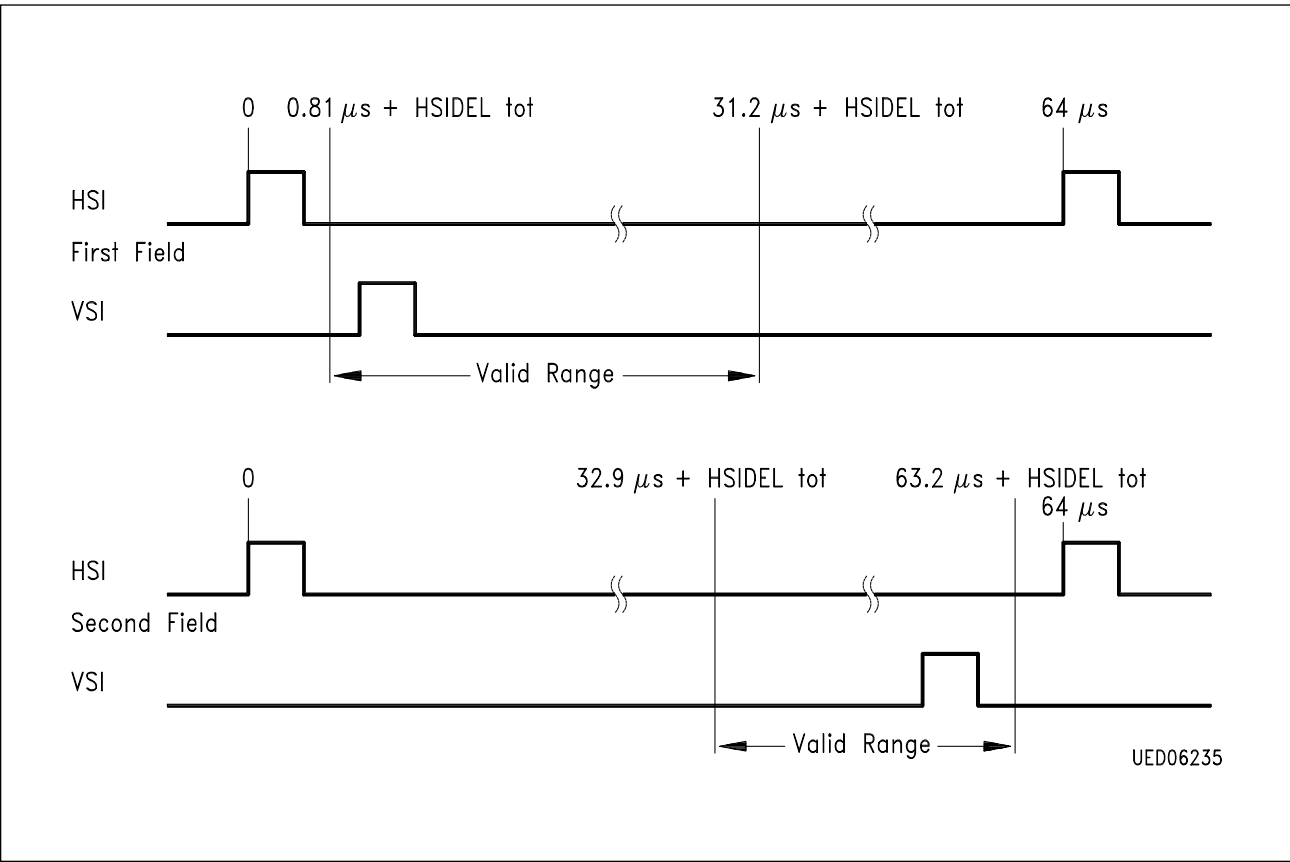 0 0.81 μs + HSIDEL tot 31.2 μs + HSIDEL tot 64 μs
HSI
First Field
VSI
Valid Range
0 32.9 μs + HSIDEL tot 63.2 μs + HSIDEL tot
64 μs
HSI
Second Field
VSI
Valid Range
UED06235